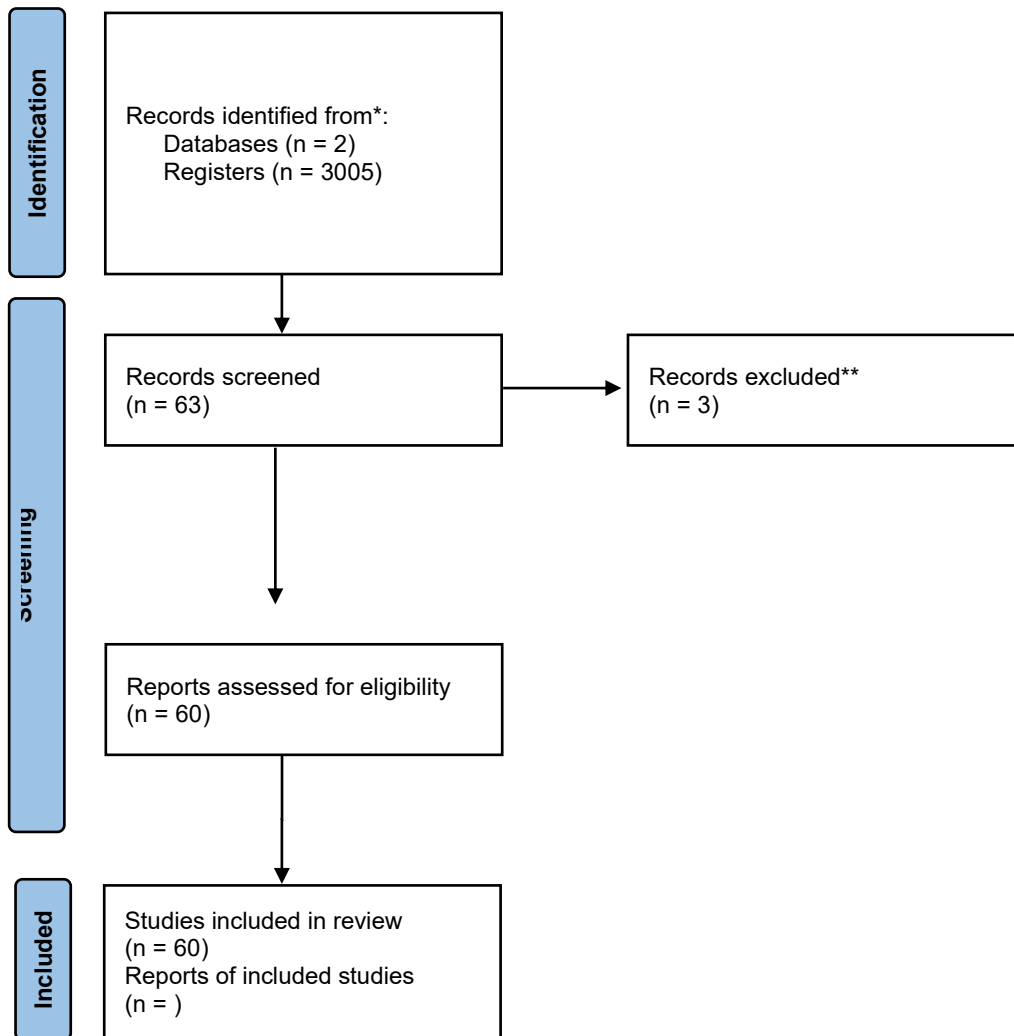 Identification
Records identified from*:
Databases (n = 2)
Registers (n = 3005)
Screening
Records screened
(n = 63)
Records excluded**
(n = 3)
Reports assessed for eligibility
(n = 60)
Included
Studies included in review
(n = 60)
Reports of included studies
(n = )